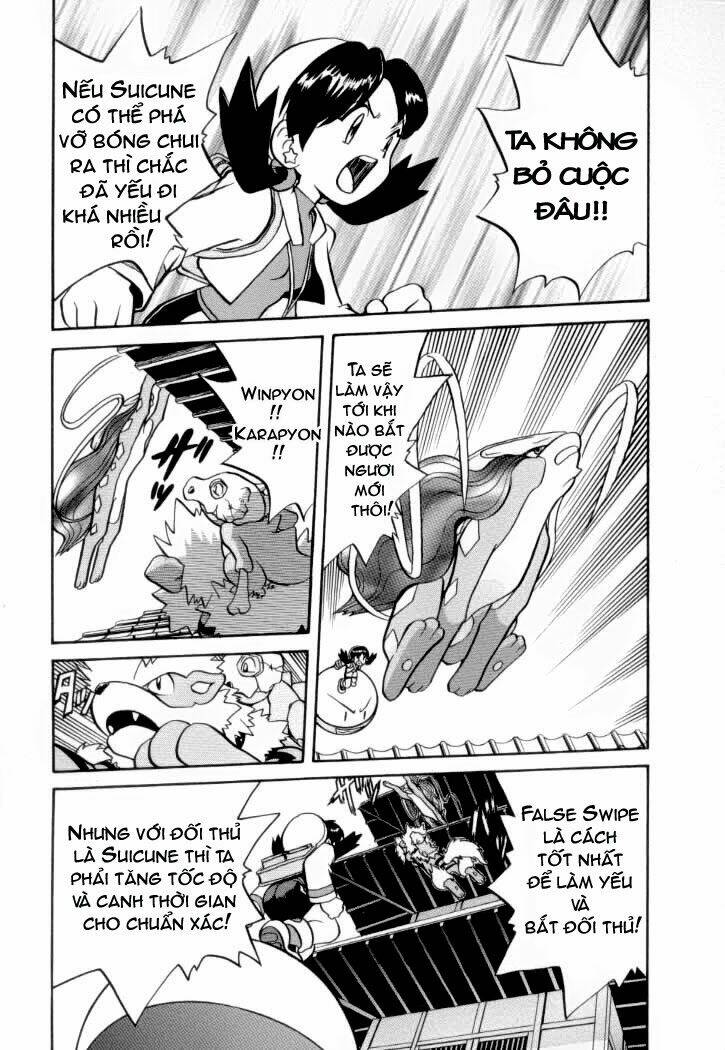 TA KHÔNG
BỎ CUỘC
ĐÂU!!
NẾU SUICUNE
CÓ THỂ PHÁ
VỠ BÓNG CHUI
RA THÌ CHẮC
ĐÃ YẾU ĐI
KHÁ NHIỀU
RỒI!
TA SẼ
LÀM VẬY
TỚI KHI
NÀO BẮT
ĐƯỢC
NGƯƠI
MỚI
THÔI!
WINPYON
!!
KARAPYON
!!
FALSE SWIPE
LÀ CÁCH
TỐT NHẤT
ĐỂ LÀM YẾU
VÀ
BẮT ĐỐI THỦ!
NHƯNG VỚI ĐỐI THỦ
LÀ SUICUNE THÌ TA
PHẢI TĂNG TỐC ĐỘ
VÀ CANH THỜI GIAN
CHO CHUẨN XÁC!